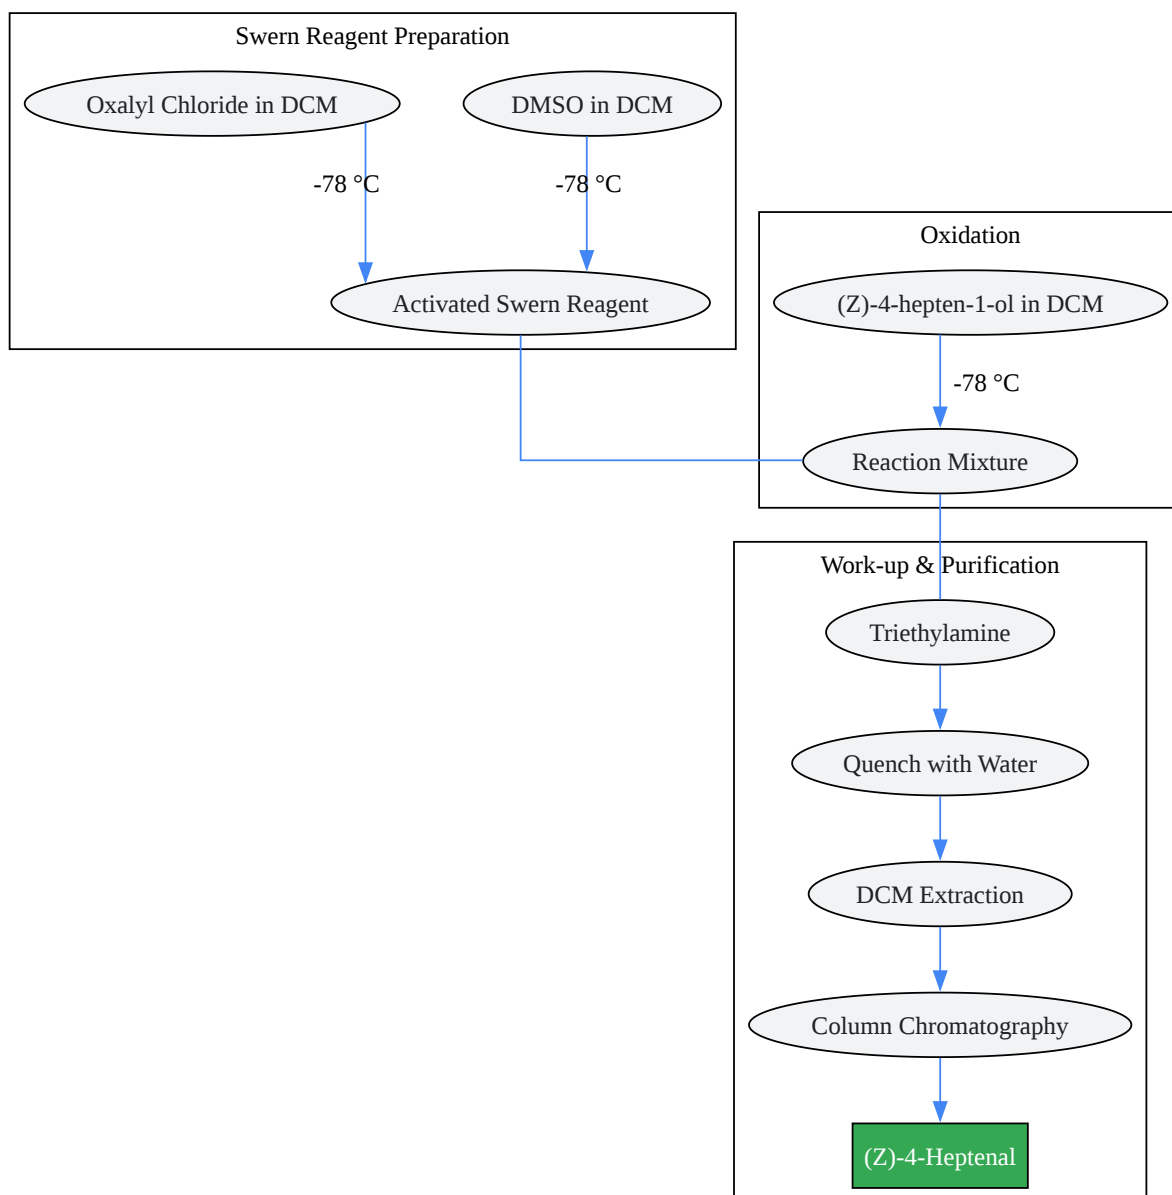 Swern Reagent Preparation
Oxalyl Chloride in DCM
DMSO in DCM
-78 °C
-78 °C
Activated Swern Reagent
Oxidation
(Z)-4-hepten-1-ol in DCM
-78 °C
Reaction Mixture
Work-up & Purification
Triethylamine
Quench with Water
DCM Extraction
Column Chromatography
(Z)-4-Heptenal